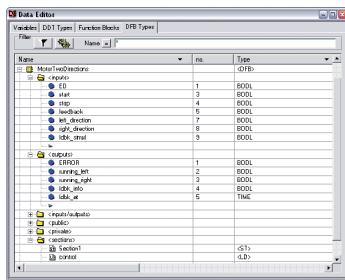 Data Editor
Variables DDT Types Function Blocks DFB Types
Filter
Name = *
Name no. Type
MotorTwoDirections <DFB>
<inputs>
ED 1 BOOL
start 3 BOOL
stop 4 BOOL
feedback 5 BOOL
left_direction 7 BOOL
right_direction 8 BOOL
fdbk_simul 9 BOOL
<outputs>
ERROR 1 BOOL
running_left 2 BOOL
running_right 3 BOOL
fdbk_info 4 BOOL
fdbk_et 5 TIME
<inputs/outputs>
<public>
<private>
<sections>
Section1 <ST>
control <LD>